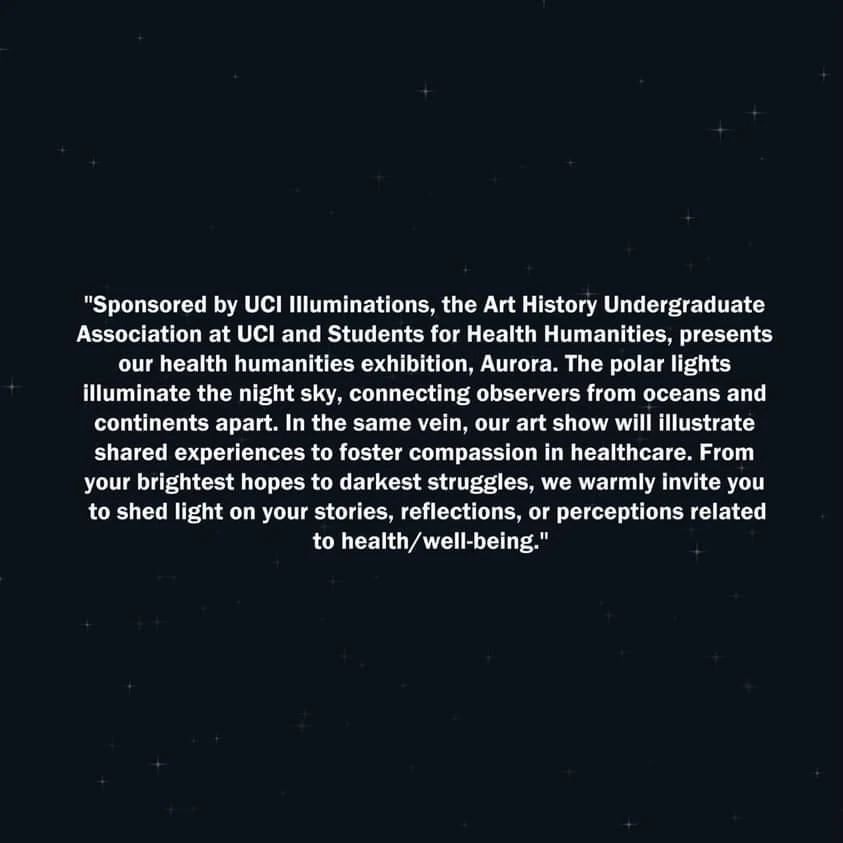 "Sponsored by UCI Illuminations, the Art History Undergraduate
Association at UCI and Students for Health Humanities, presents
our health humanities exhibition, Aurora. The polar lights
illuminate the night sky, connecting observers from oceans and
continents apart. In the same vein, our art show will illustrate
shared experiences to foster compassion in healthcare. From
your brightest hopes to darkest struggles, we warmly invite you
to shed light on your stories, reflections, or perceptions related
to health/well-being."